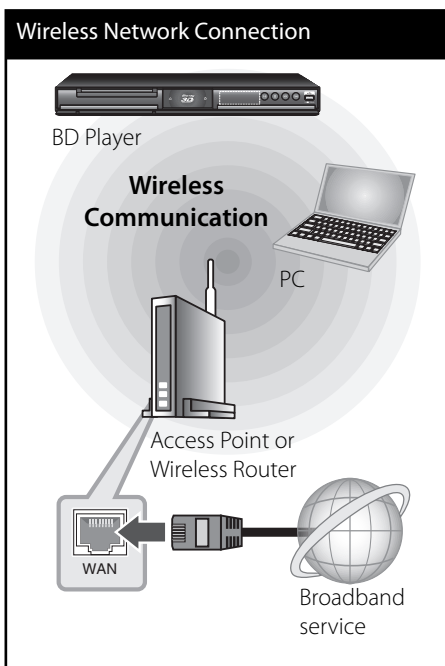 Wireless Network Connection
BD Player
Wireless
Communication
PC
Access Point or
Wireless Router
WAN
Broadband
service